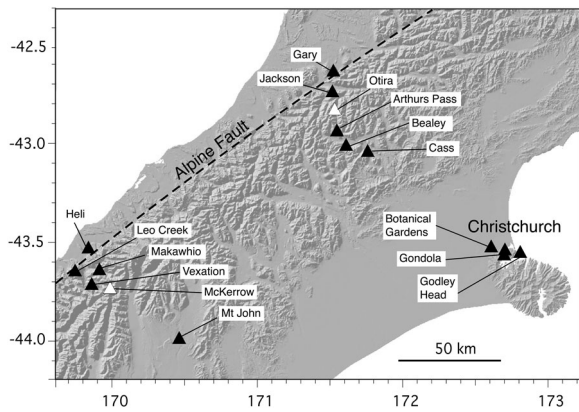 -42.5
-43.0
-43.5
-44.0
Gary
Jackson
Otira
Arthurs Pass
Bealey
Cass
Alpine Fault
Heli
Leo Creek
Makawhio
Vexation
McKerrow
Mt John
Botanical
Gardens
Christchurch
Gondola
Godley
Head
50 km
170
171
172
173